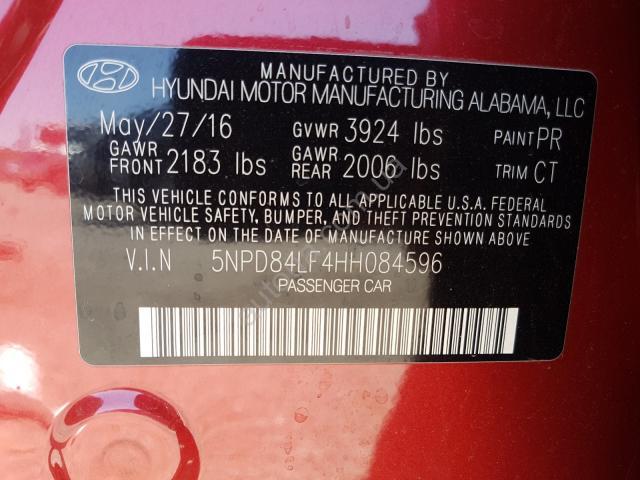 MANUFACTURED BY
HYUNDAI MOTOR MANUFACTURING ALABAMA, LLC
May/27/16 GVWR 3924 lbs PAINT PR
GAWR FRONT 2183 lbs GAWR REAR 2006 lbs TRIM CT
THIS VEHICLE CONFORMS TO ALL APPLICABLE U.S.A. FEDERAL
MOTOR VEHICLE SAFETY, BUMPER, AND THEFT PREVENTION STANDARDS
IN EFFECT ON THE DATE OF MANUFACTURE SHOWN ABOVE.
V.I.N 5NPD84LF4HH084596
PASSENGER CAR